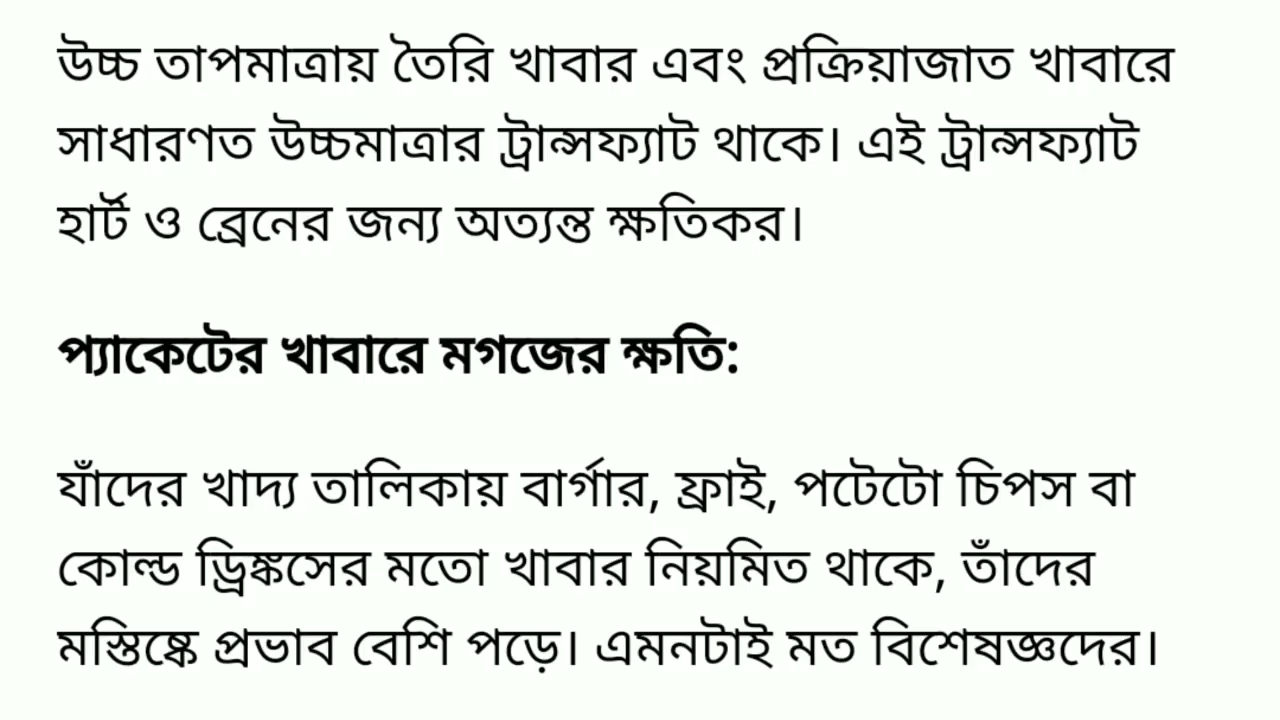 উচ্চ তাপমাত্রায় তৈরি খাবার এবং প্রক্রিয়াজাত খাবারে
সাধারণত উচ্চমাত্রার ট্রান্সফ্যাট থাকে। এই ট্রান্সফ্যাট
হার্ট ও ব্রেনের জন্য অত্যন্ত ক্ষতিকর।
প্যাকেটের খাবারে মগজের ক্ষতি:
যাঁদের খাদ্য তালিকায় বার্গার, ফ্রাই, পটেটো চিপস বা
কোল্ড ড্রিঙ্কসের মতো খাবার নিয়মিত থাকে, তাঁদের
মস্তিষ্কে প্রভাব বেশি পড়ে। এমনটাই মত বিশেষজ্ঞদের।